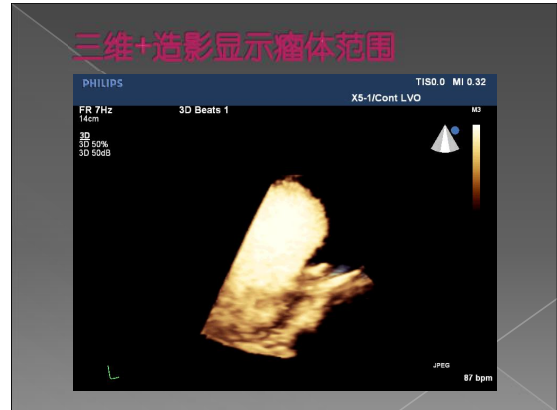 三维+造影显示瘤体范围
PHILIPS
TIS0.0 MI 0.32
X5-1/Cont LVO
FR 7Hz
14cm
3D Beats 1
M3
3D
3D 50%
3D 50dB
JPEG
87 bpm